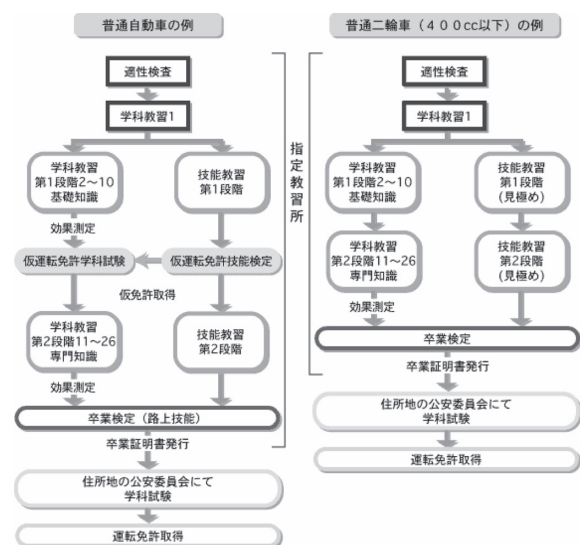 普通自動車の例
適性検査
学科教習1
学科教習
第1段階2〜10
基礎知識
技能教習
第1段階
効果測定
仮運転免許学科試験
仮運転免許技能検定
仮免許取得
学科教習
第2段階11〜26
専門知識
技能教習
第2段階
効果測定
卒業検定（路上技能）
卒業証明書発行
住所地の公安委員会にて
学科試験
運転免許取得
指定教習所
普通二輪車（４００cc以下）の例
適性検査
学科教習1
学科教習
第1段階2〜10
基礎知識
技能教習
第1段階
(見極め)
学科教習
第2段階11〜26
専門知識
技能教習
第2段階
(見極め)
効果測定
卒業検定
卒業証明書発行
住所地の公安委員会にて
学科試験
運転免許取得